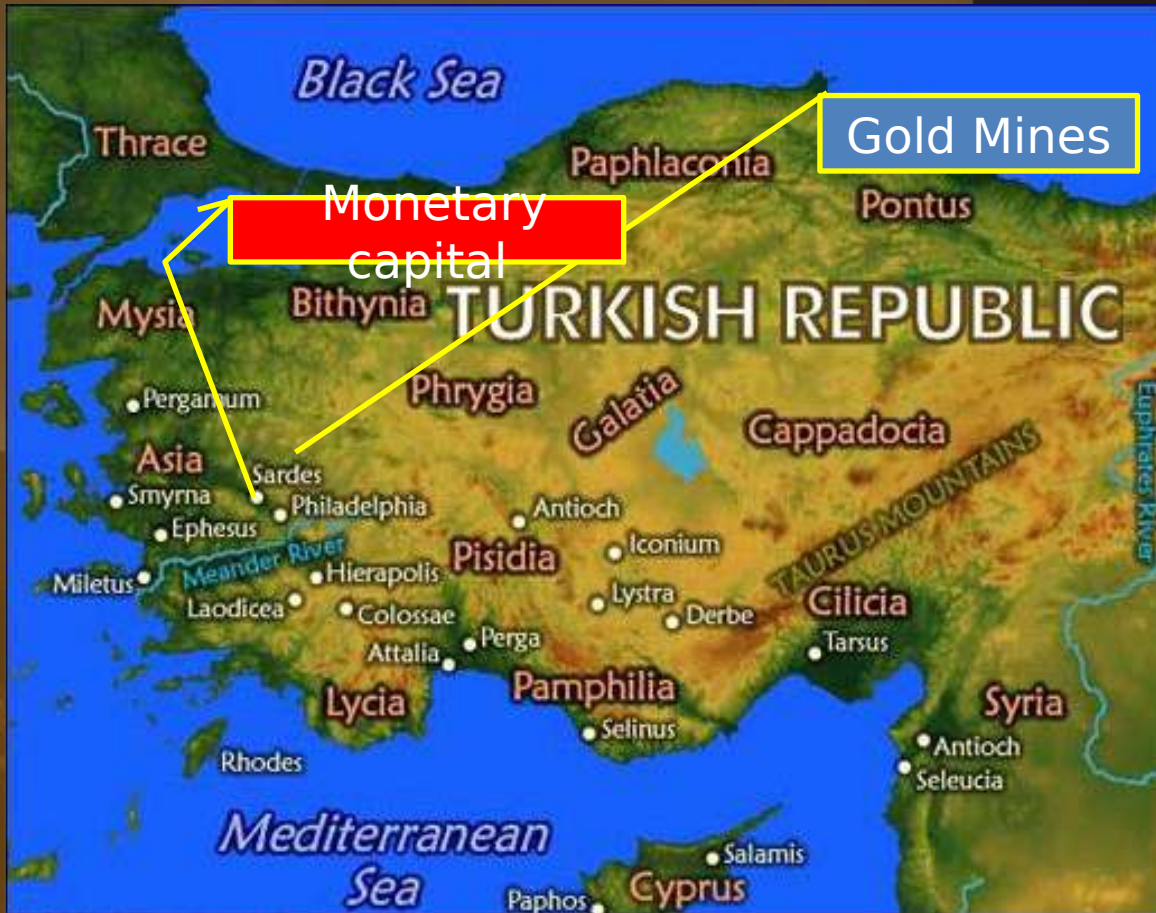 Black Sea
Thrace
Gold Mines
Paphlaconia
Pontus
Monetary
capital
Mysia
Bithynia
TURKISH REPUBLIC
Phrygia
Galatia
Cappadocia
Pergamum
Asia
Sardes
Smyrna
Philadelphia
Ephesus
Antioch
TAURUS MOUNTAINS
Euphrates River
Meander River
Pisidia
Iconium
Miletus
Hierapolis
Laodicea
Colossae
Lystra
Derbe
Cilicia
Tarsus
Attalia
Perga
Lycia
Pamphilia
Selinus
Syria
Antioch
Seleucia
Rhodes
Mediterranean
Sea
Salamis
Cyprus
Paphos